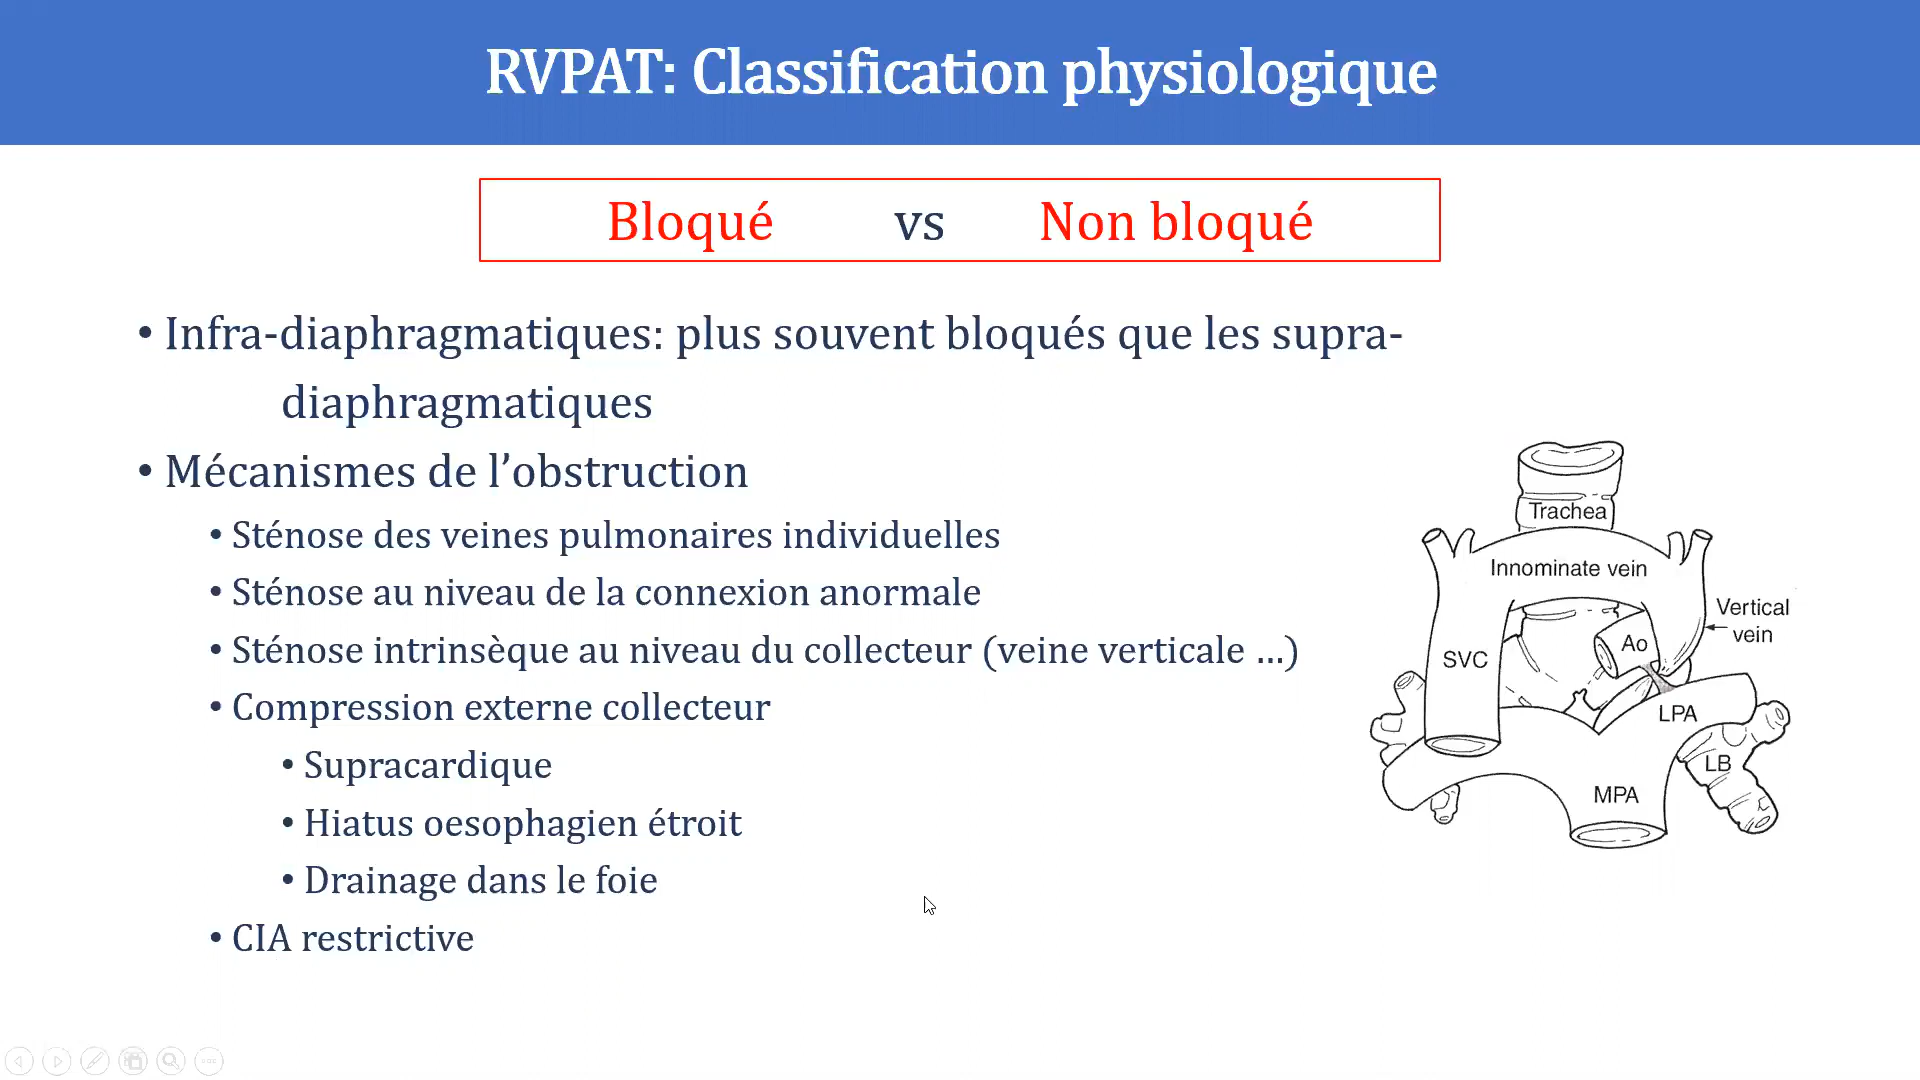 RVPAT: Classification physiologique
Bloqué vs Non bloqué
• Infra-diaphragmatiques: plus souvent bloqués que les supra-
diaphragmatiques
• Mécanismes de l’obstruction
• Sténose des veines pulmonaires individuelles
• Sténose au niveau de la connexion anormale
• Sténose intrinsèque au niveau du collecteur (veine verticale ...)
• Compression externe collecteur
• Supracardique
• Hiatus oesophagien étroit
• Drainage dans le foie
• CIA restrictive
Trachea
Innominate vein
Vertical
vein
Ao
SVC
LPA
LB
MPA